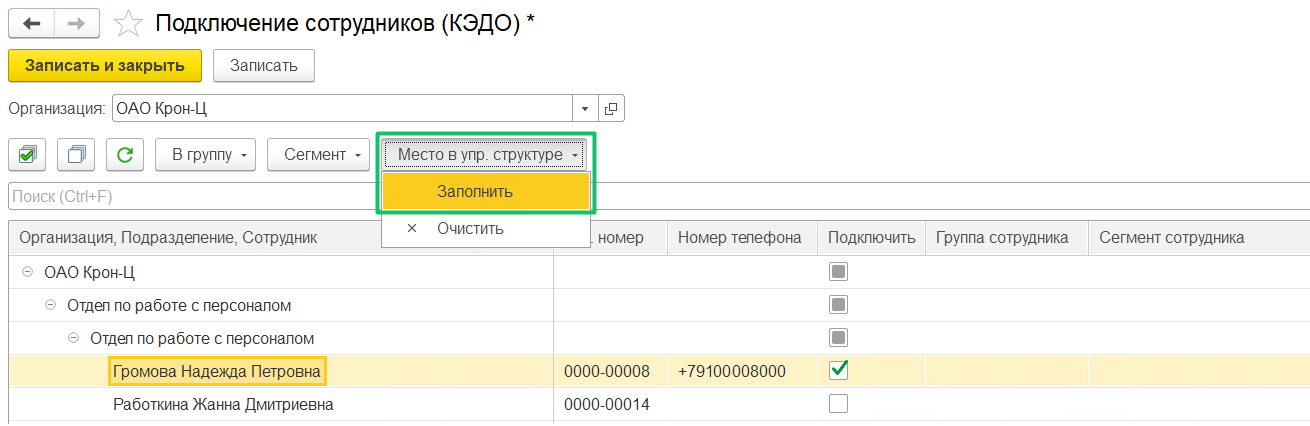 Подключение сотрудников (КЭДО) *
Записать и закрыть Записать
Организация: ОАО Крон-Ц
В группу Сегмент Место в упр. структуре
Заполнить
Поиск (Ctrl+F)
Очистить
Организация, Подразделение, Сотрудник . номер Номер телефона Подключить Группа сотрудника Сегмент сотрудника
ОАО Крон-Ц
Отдел по работе с персоналом
Отдел по работе с персоналом
Громова Надежда Петровна 0000-00008 +79100008000
Работкина Жанна Дмитриевна 0000-00014